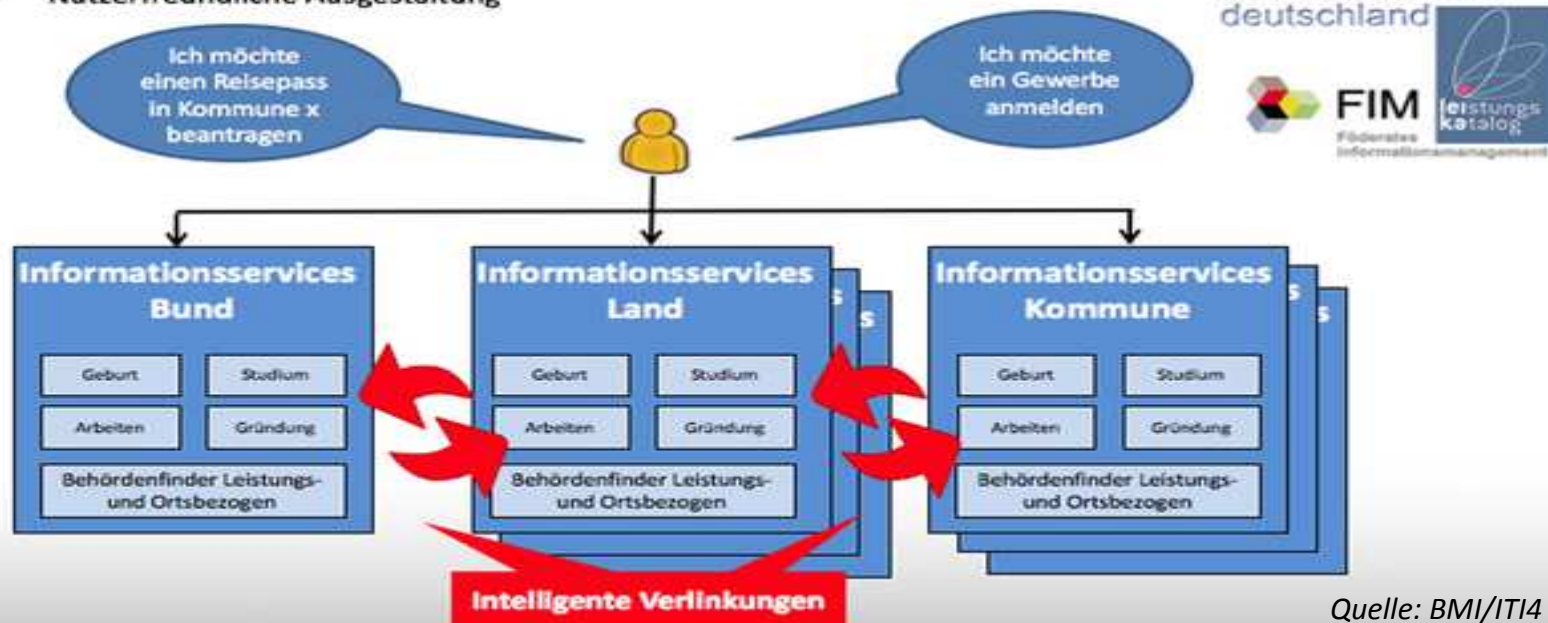 Nutzerfreundliche Ausgestaltung
deutschland
Ich möchte
einen Reisepass
in Kommune x
beantragen
Ich möchte
ein Gewerbe
anmelden
FIM
Föderales
Informationsmanagement
leistungs
katalog
Informationsservices
Bund
Geburt
Studium
Arbeiten
Gründung
Behördenfinder Leistungs-
und Ortsbezogen
Informationsservices
Land
Geburt
Studium
Arbeiten
Gründung
Behördenfinder Leistungs-
und Ortsbezogen
s
s
Informationsservices
Kommune
Geburt
Studium
Arbeiten
Gründung
Behördenfinder Leistungs-
und Ortsbezogen
s
s
Intelligente Verlinkungen
Quelle: BMI/ITI4